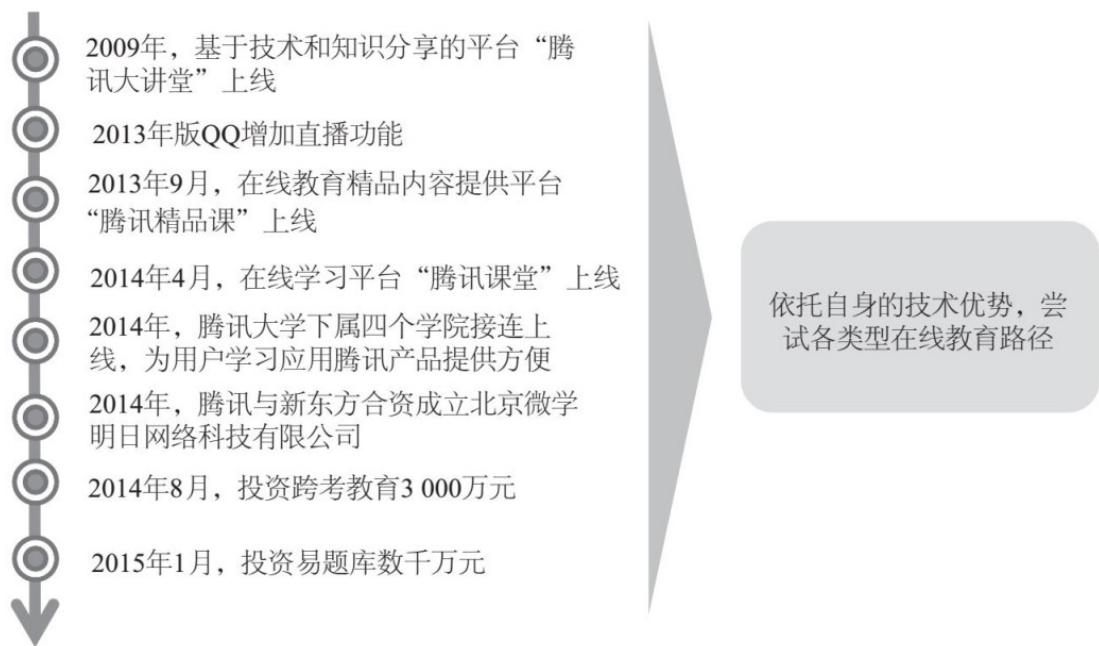 2009年，基于技术和知识分享的平台“腾
讯大讲堂”上线
2013年版QQ增加直播功能
2013年9月，在线教育精品内容提供平台
“腾讯精品课”上线
2014年4月，在线学习平台“腾讯课堂”上线
2014年，腾讯大学下属四个学院接连上
线，为用户学习应用腾讯产品提供方便
2014年，腾讯与新东方合资成立北京微学
明日网络科技有限公司
2014年8月，投资跨考教育3 000万元
2015年1月，投资易题库数千万元
依托自身的技术优势，尝
试各类型在线教育路径